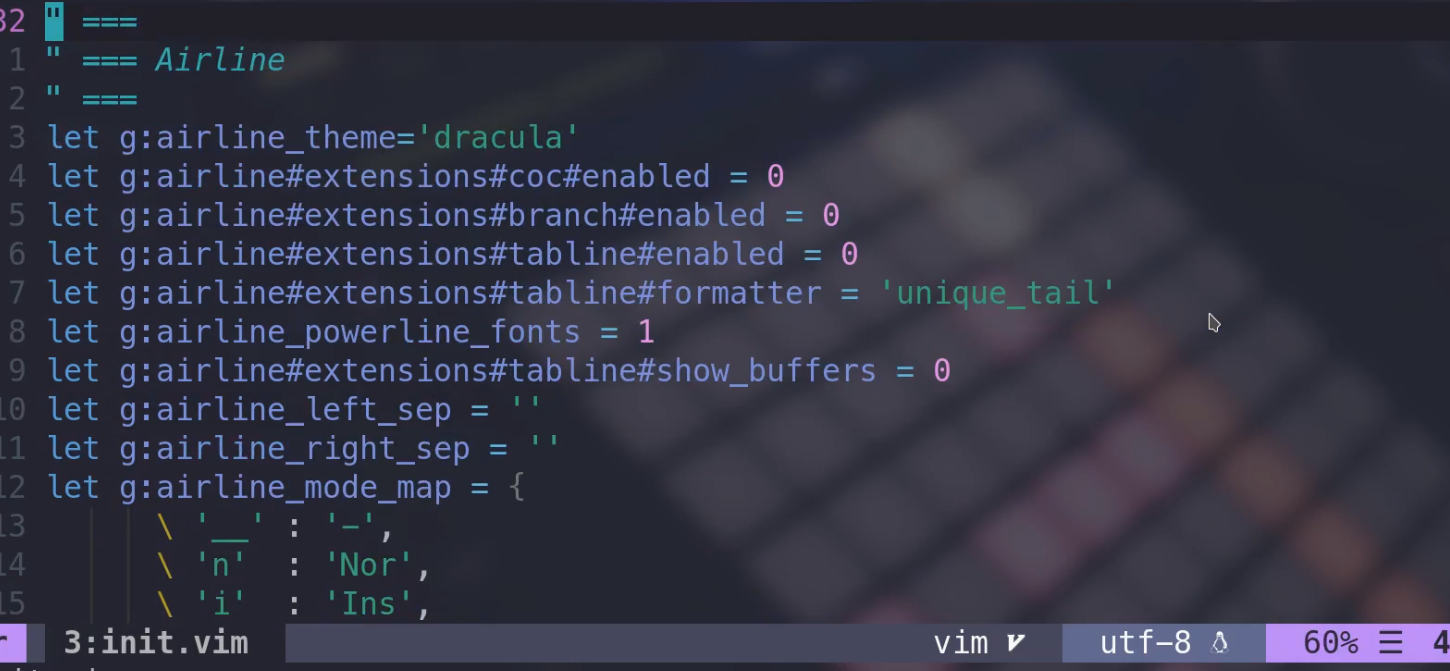 32 " ===
1 " === Airline
2 " ===
3 let g:airline_theme='dracula'
4 let g:airline#extensions#coc#enabled = 0
5 let g:airline#extensions#branch#enabled = 0
6 let g:airline#extensions#tabline#enabled = 0
7 let g:airline#extensions#tabline#formatter = 'unique_tail'
8 let g:airline_powerline_fonts = 1
9 let g:airline#extensions#tabline#show_buffers = 0
10 let g:airline_left_sep = ''
11 let g:airline_right_sep = ''
12 let g:airline_mode_map = {
13 \ '__' : '-',
14 \ 'n' : 'Nor',
15 \ 'i' : 'Ins',
r 3:init.vim vim utf-8 60% ☰ 4